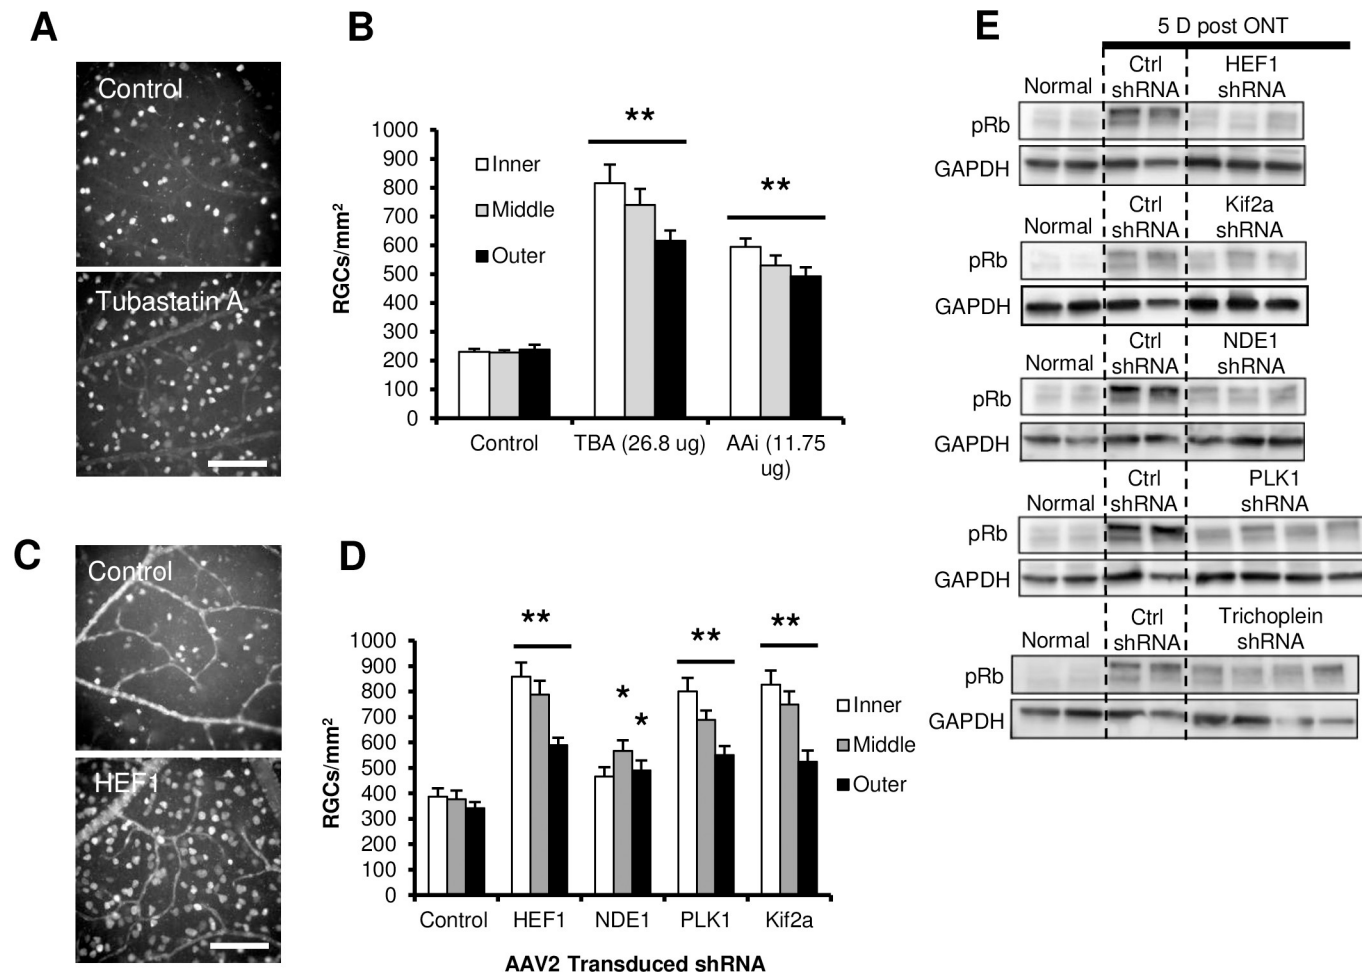 A
Control
Tubastatin A
B
**
**
1000
900
800
700
600
500
400
300
200
100
0
RGCs/mm²
Inner
Middle
Outer
Control
TBA (26.8 ug)
AAi (11.75
ug)
C
Control
HEF1
D
**
**
**
*
*
1000
900
800
700
600
500
400
300
200
100
0
RGCs/mm²
Inner
Middle
Outer
Control
HEF1
NDE1
PLK1
Kif2a
AAV2 Transduced shRNA
E
5 D post ONT
Normal
Ctrl
shRNA
HEF1
shRNA
pRb
GAPDH
Normal
Ctrl
shRNA
Kif2a
shRNA
pRb
GAPDH
Normal
Ctrl
shRNA
NDE1
shRNA
pRb
GAPDH
Normal
Ctrl
shRNA
PLK1
shRNA
pRb
GAPDH
Normal
Ctrl
shRNA
Trichoplein
shRNA
pRb
GAPDH